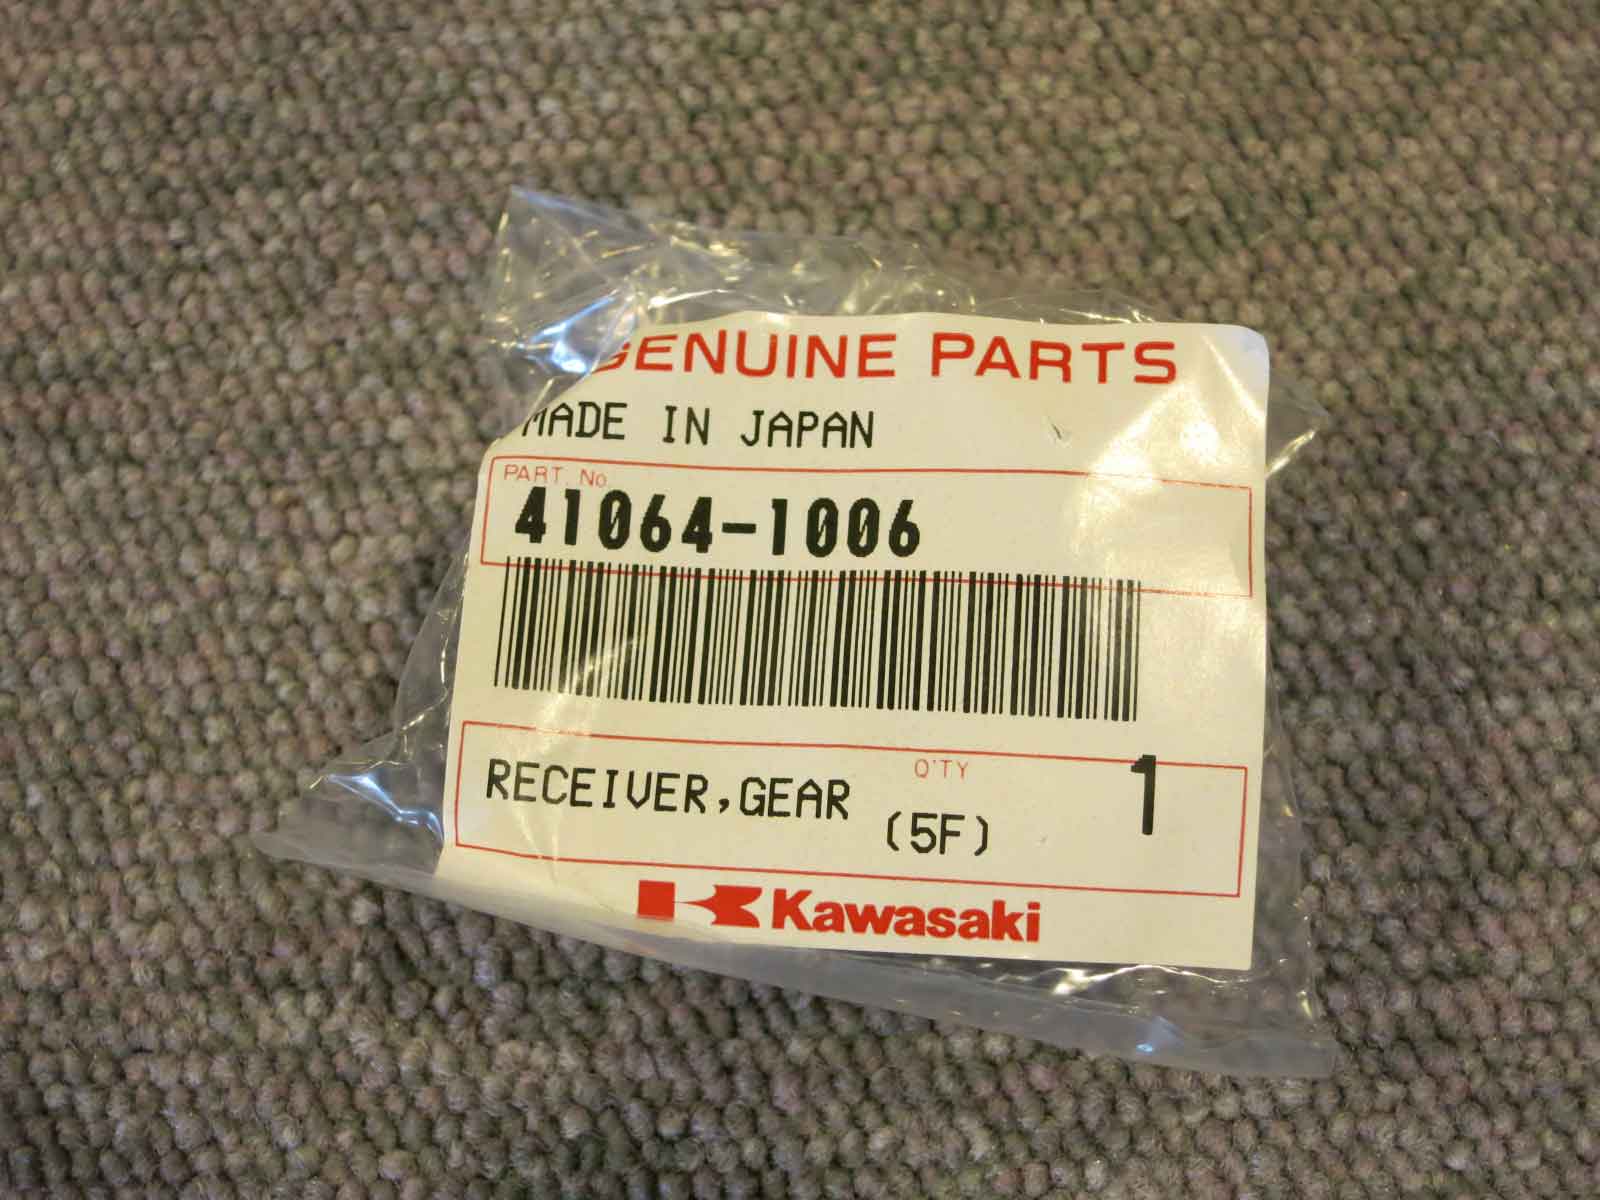 GENUINE PARTS
MADE IN JAPAN
PART. No.
41064-1006
RECEIVER,GEAR
Q'TY
1
(5F)
Kawasaki